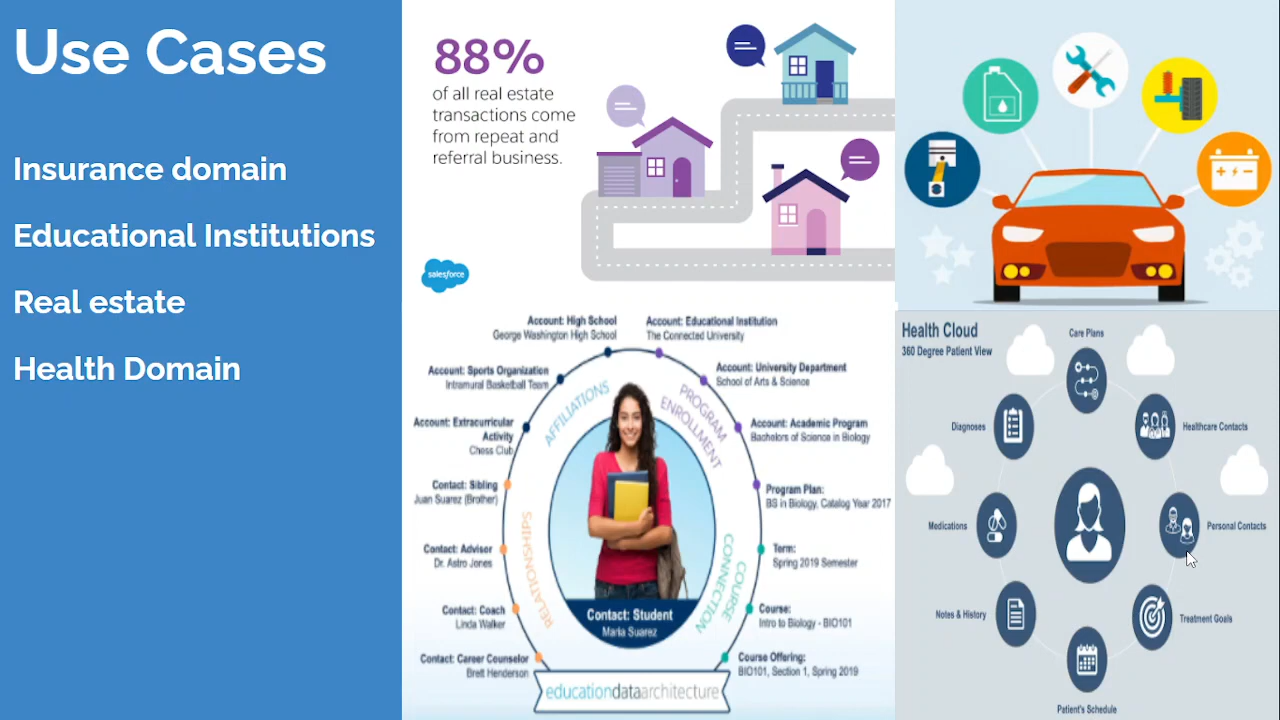 Use Cases
Insurance domain
Educational Institutions
Real estate
Health Domain
88%
of all real estate
transactions come
from repeat and
referral business.
salesforce
Account: High School
George Washington High School
Account: Educational Institution
The Connected University
Account: Sports Organization
Intramural Basketball Team
Account: University Department
School of Arts & Science
Account: Extracurricular
Activity
Chess Club
Account: Academic Program
Bachelors of Science in Biology
Contact: Sibling
Juan Suarez (Brother)
Program Plan:
BS in Biology, Catalog Year 2017
Contact: Advisor
Dr. Astro Jones
Term:
Spring 2019 Semester
Contact: Coach
Linda Walker
Course:
Intro to Biology - BIO101
Contact: Career Counselor
Brett Henderson
Course Offering:
BIO101, Section 1, Spring 2019
AFFILIATIONS
PROGRAM
ENROLLMENT
RELATIONSHIPS
COURSE
CONNECTION
Contact: Student
Maria Suarez
educationdataarchitecture
Health Cloud
360 Degree Patient View
Care Plans
Diagnoses
Healthcare Contacts
Medications
Personal Contacts
Notes & History
Treatment Goals
Patient's Schedule